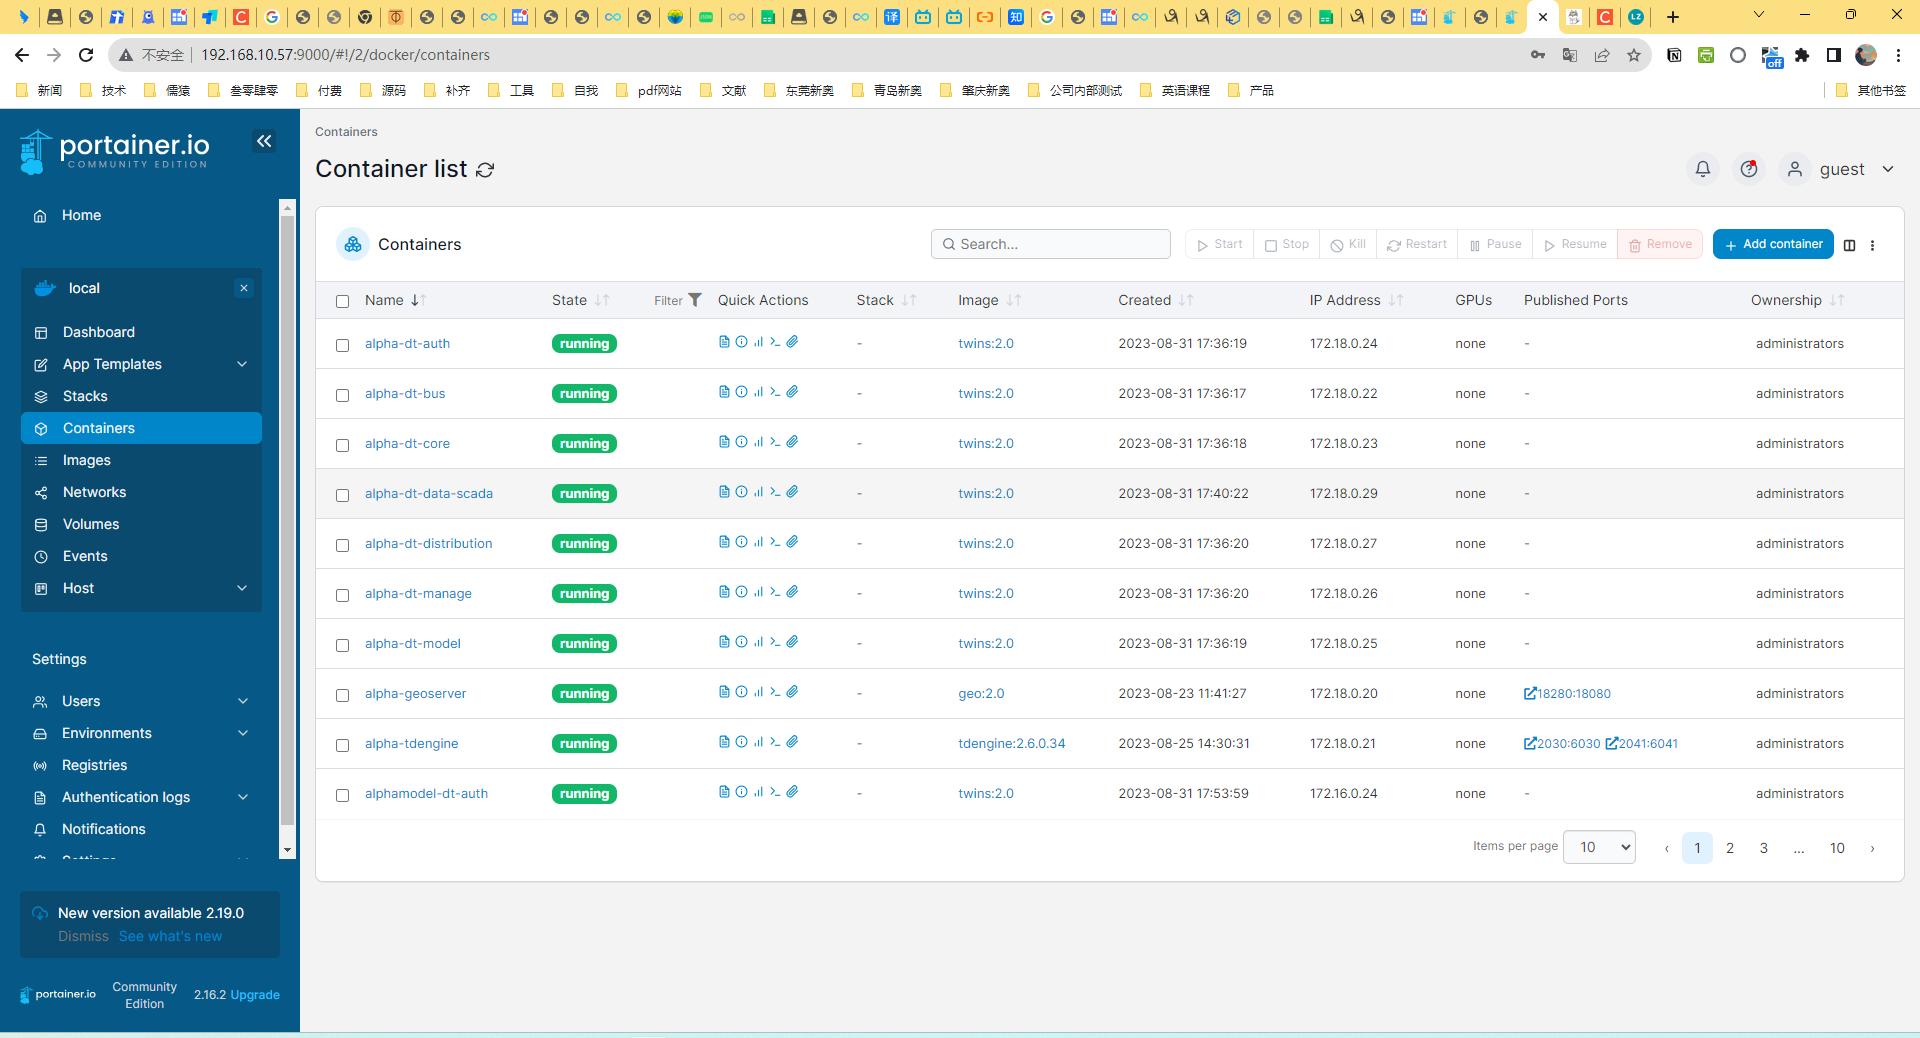 不安全 192.168.10.57:9000/#!/2/docker/containers
新闻 技术 儒猿 叁零肆零 付费 源码 补齐 工具 自我 pdf网站 文献 东莞新奥 青岛新奥 肇庆新奥 公司内部测试 英语课程 产品 其他书签
portainer.io
COMMUNITY EDITION
Home
local
Dashboard
App Templates
Stacks
Containers
Images
Networks
Volumes
Events
Host
Settings
Users
Environments
Registries
Authentication logs
Notifications
Settings
New version available 2.19.0
Dismiss See what's new
portainer.io Community Edition 2.16.2 Upgrade
Containers
Container list
guest
Containers Search... Start Stop Kill Restart Pause Resume Remove Add container
Name State Filter Quick Actions Stack Image Created IP Address GPUs Published Ports Ownership
alpha-dt-auth running - twins:2.0 2023-08-31 17:36:19 172.18.0.24 none - administrators
alpha-dt-bus running - twins:2.0 2023-08-31 17:36:17 172.18.0.22 none - administrators
alpha-dt-core running - twins:2.0 2023-08-31 17:36:18 172.18.0.23 none - administrators
alpha-dt-data-scada running - twins:2.0 2023-08-31 17:40:22 172.18.0.29 none - administrators
alpha-dt-distribution running - twins:2.0 2023-08-31 17:36:20 172.18.0.27 none - administrators
alpha-dt-manage running - twins:2.0 2023-08-31 17:36:20 172.18.0.26 none - administrators
alpha-dt-model running - twins:2.0 2023-08-31 17:36:19 172.18.0.25 none - administrators
alpha-geoserver running - geo:2.0 2023-08-23 11:41:27 172.18.0.20 none 18280:18080 administrators
alpha-tdengine running - tdengine:2.6.0.34 2023-08-25 14:30:31 172.18.0.21 none 2030:6030 2041:6041 administrators
alphamodel-dt-auth running - twins:2.0 2023-08-31 17:53:59 172.16.0.24 none - administrators
Items per page 10 ‹ 1 2 3 ... 10 ›